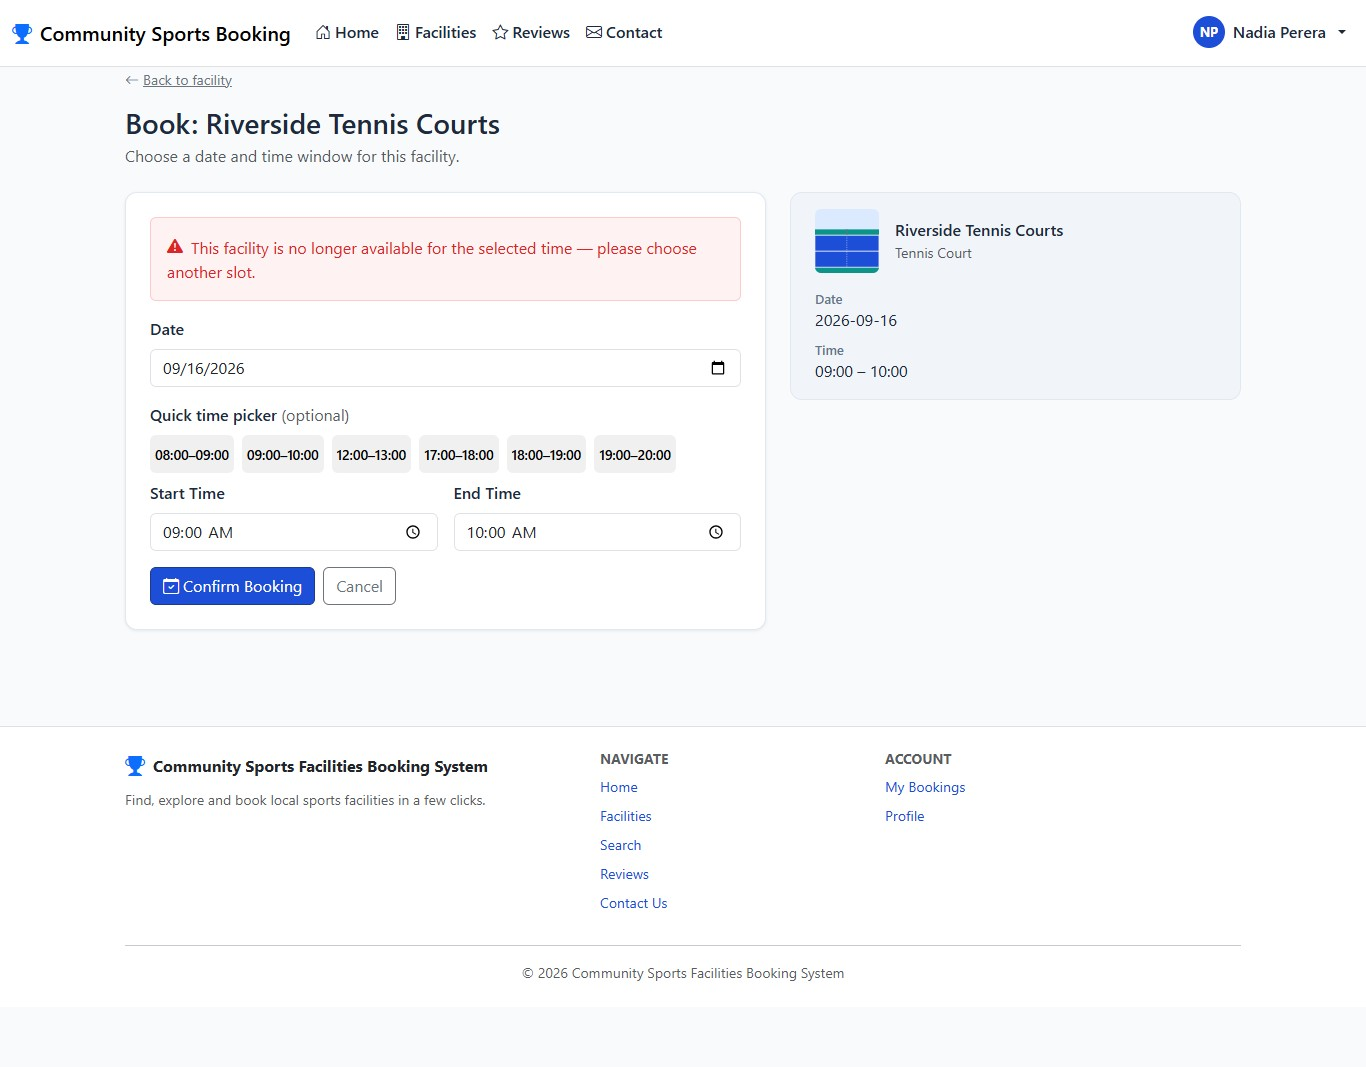 Community Sports Booking
Home
Facilities
Reviews
Contact
NP
Nadia Perera
← Back to facility
Book: Riverside Tennis Courts
Choose a date and time window for this facility.
This facility is no longer available for the selected time — please choose
another slot.
Date
09/16/2026
Quick time picker (optional)
08:00–09:00 09:00–10:00 12:00–13:00 17:00–18:00 18:00–19:00 19:00–20:00
Start Time
09:00 AM
End Time
10:00 AM
Confirm Booking
Cancel
Riverside Tennis Courts
Tennis Court
Date
2026-09-16
Time
09:00 – 10:00
Community Sports Facilities Booking System
Find, explore and book local sports facilities in a few clicks.
NAVIGATE
Home
Facilities
Search
Reviews
Contact Us
ACCOUNT
My Bookings
Profile
© 2026 Community Sports Facilities Booking System